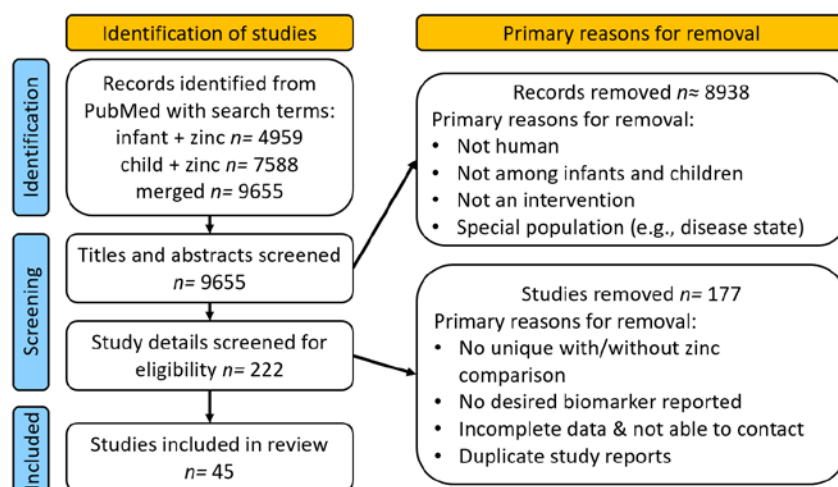 Identification of studies
Primary reasons for removal
Identification
Records identified from
PubMed with search terms:
infant + zinc n= 4959
child + zinc n= 7588
merged n= 9655
Records removed n≈ 8938
Primary reasons for removal:
• Not human
• Not among infants and children
• Not an intervention
• Special population (e.g., disease state)
Screening
Titles and abstracts screened
n= 9655
Study details screened for
eligibility n= 222
Studies removed n= 177
Primary reasons for removal:
• No unique with/without zinc
comparison
• No desired biomarker reported
• Incomplete data & not able to contact
• Duplicate study reports
Included
Studies included in review
n= 45